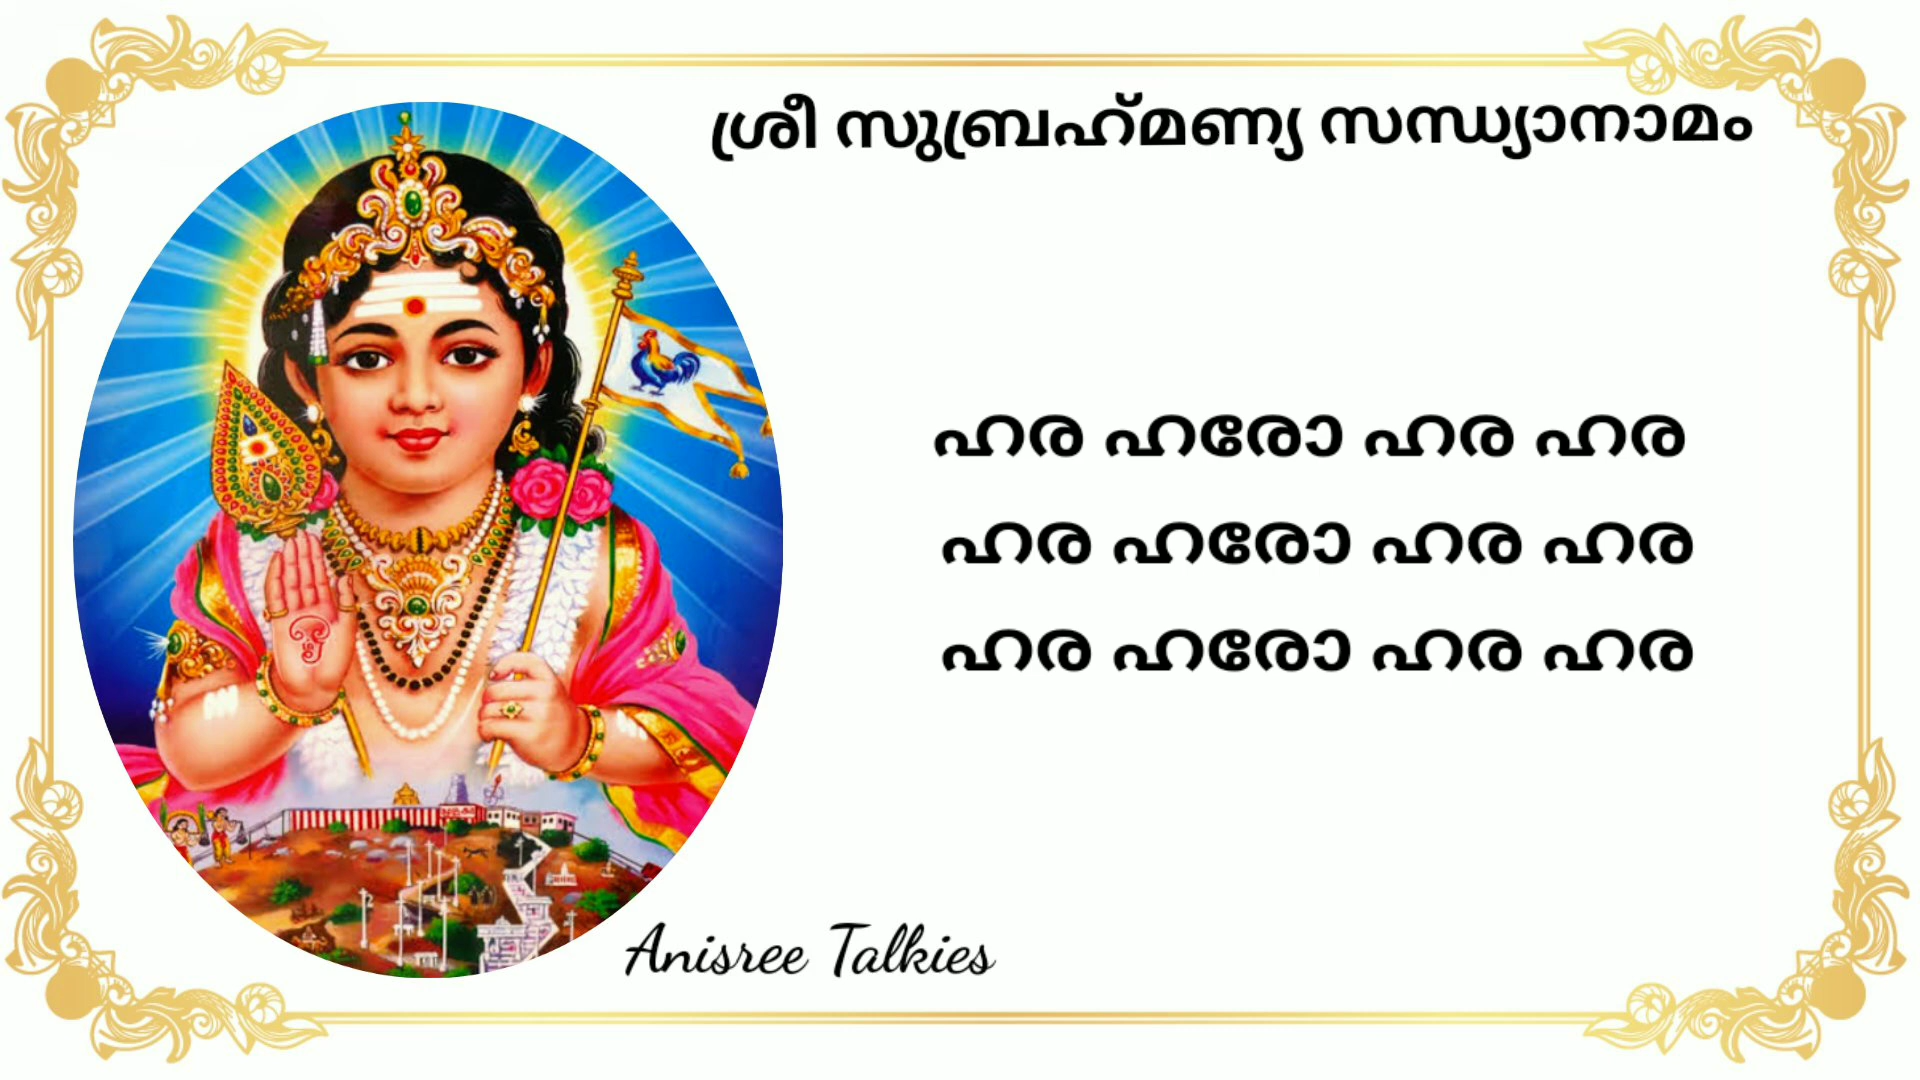 ശ്രീ സുബ്രഹ്‌മണ്യ സന്ധ്യാനാമം
ഹര ഹരോ ഹര ഹര
ഹര ഹരോ ഹര ഹര
ഹര ഹരോ ഹര ഹര
Anisree Talkies